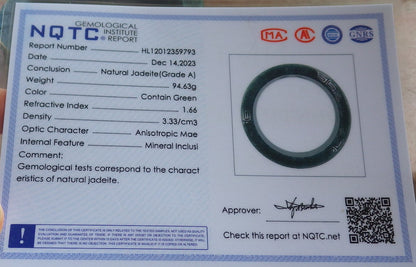 NQTC GEMOLOGICAL
INSTITUTE
® REPORT
MA
GNBS
Report Number HL12012359793
Date Dec 14,2023
Conclusion Natural Jadeite(Grade A)
Weight 94.63g
Color Contain Green
Refractive Index 1.66
Density 3.33/cm3
Optic Character Anisotropic Mae
Internal Feature Mineral Inclusi
Comment:
Gemological tests correspond to the charact
eristics of natural jadeite.
Approver:
Check this report at NQTC.net